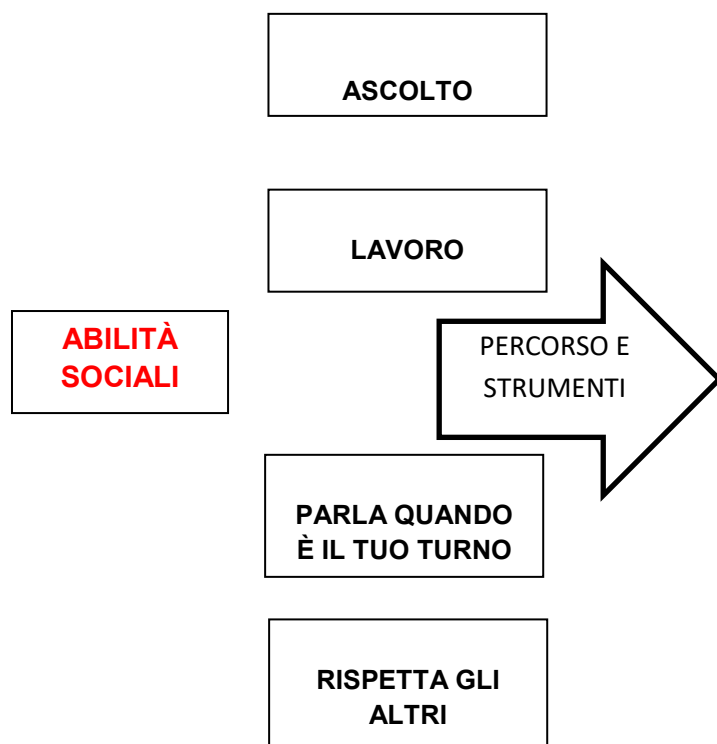 ASCOLTO
LAVORO
ABILITÀ
SOCIALI
PERCORSO E
STRUMENTI
PARLA QUANDO
È IL TUO TURNO
RISPETTA GLI
ALTRI